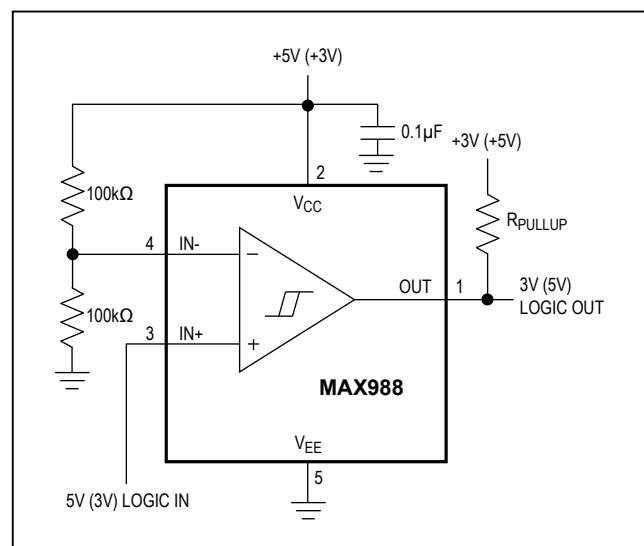 +5V (+3V)
0.1µF
+3V (+5V)
2
VCC
100kΩ
RPULLUP
4 IN-
−
OUT 1
3V (5V)
LOGIC OUT
100kΩ
3 IN+
+
MAX988
VEE
5
5V (3V) LOGIC IN